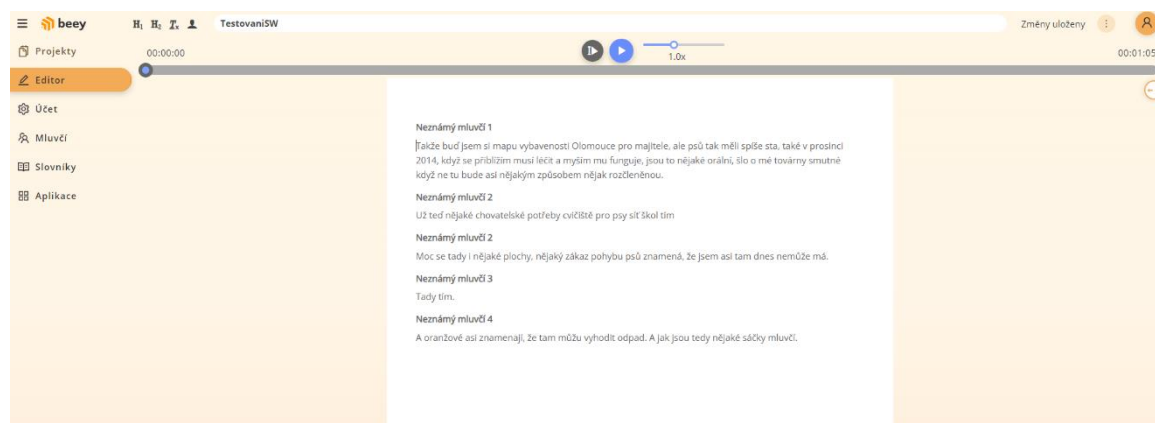 beey
H₁ H₂ Tₓ
TestovaniSW
Změny uloženy
Projekty
00:00:00
1.0x
00:01:05
Editor
Účet
Mluvčí
Slovníky
Aplikace
Neznámý mluvčí 1
Takže buď jsem si mapu vybavenosti Olomouce pro majitele, ale psů tak měli spíše sta, také v prosinci
2014, když se přiblížím musí léčit a myším mu funguje, jsou to nějaké orální, šlo o mé továrny smutné
když ne tu bude asi nějakým způsobem nějak rozčleněnou.
Neznámý mluvčí 2
Už teď nějaké chovatelské potřeby cvičiště pro psy síť škol tím
Neznámý mluvčí 2
Moc se tady i nějaké plochy, nějaký zákaz pohybu psů znamená, že jsem asi tam dnes nemůže má.
Neznámý mluvčí 3
Tady tím.
Neznámý mluvčí 4
A oranžové asi znamenají, že tam můžu vyhodit odpad. A jak jsou tedy nějaké sáčky mluvčí.